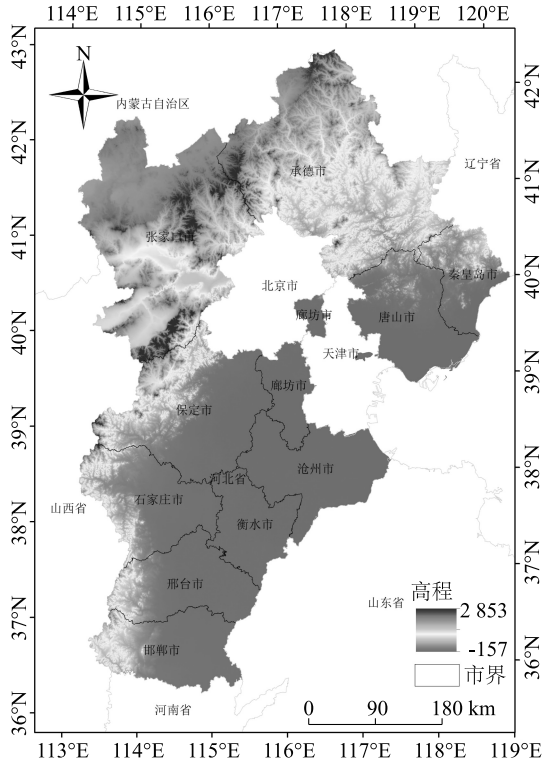 114°E 115°E 116°E 117°E 118°E 119°E 120°E
43°N
42°N
41°N
40°N
39°N
38°N
37°N
36°N
N
内蒙古自治区
承德市
辽宁省
张家口市
秦皇岛市
北京市
廊坊市
唐山市
天津市
廊坊市
保定市
沧州市
河北省
石家庄市
山西省
衡水市
邢台市
山东省
邯郸市
河南省
高程
2 853
-157
市界
0 90 180 km
42°N
41°N
40°N
39°N
38°N
37°N
36°N
113°E 114°E 115°E 116°E 117°E 118°E 119°E